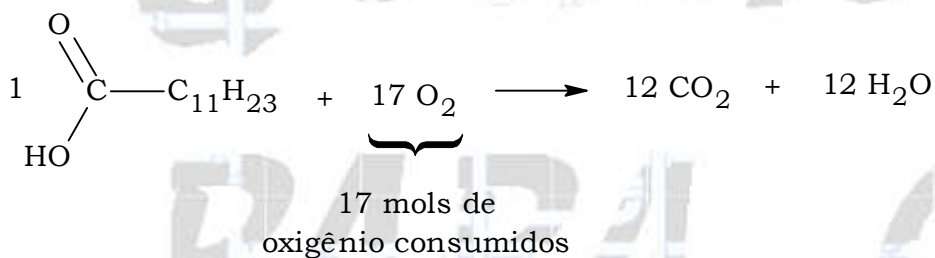 O
1 C C₁₁H₂₃ + 17 O₂ 12 CO₂ + 12 H₂O
HO
17 mols de
oxigênio consumidos